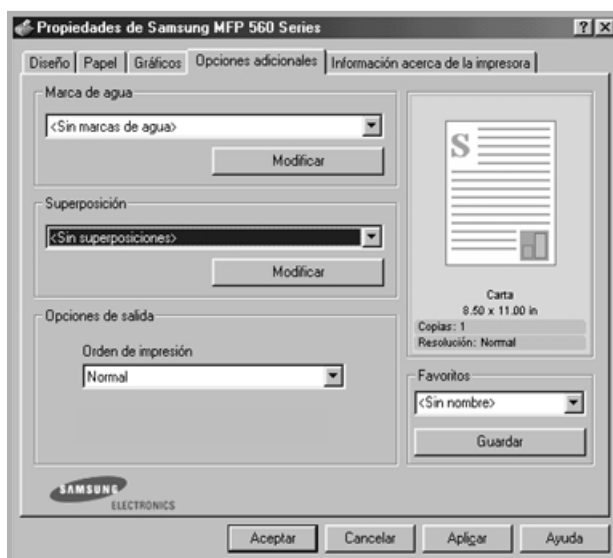 Propiedades de Samsung MFP 560 Series
Diseño Papel Gráficos Opciones adicionales Información acerca de la impresora
Marca de agua
<Sin marcas de agua>
Modificar
Superposición
<Sin superposiciones>
Modificar
Opciones de salida
Orden de impresión
Normal
S
Carta
8.50 x 11.00 in
Copias: 1
Resolución: Normal
Favoritos
<Sin nombre>
Guardar
SAMSUNG
ELECTRONICS
Aceptar Cancelar Aplicar Ayuda